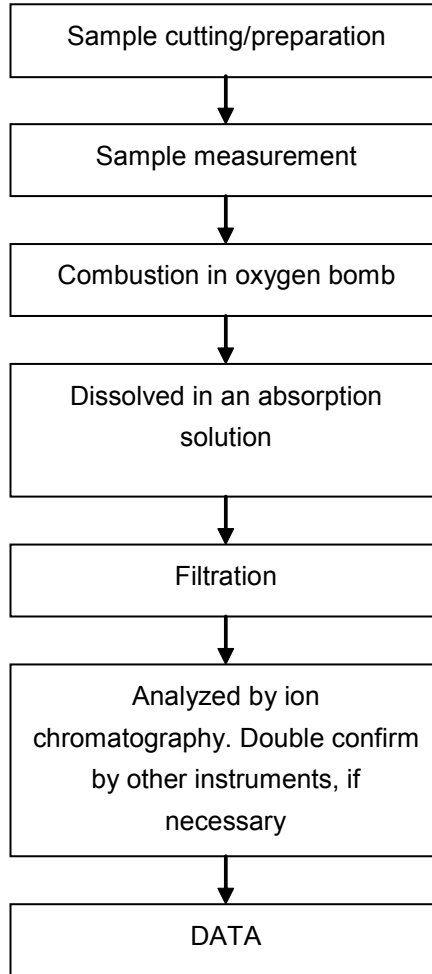 Sample cutting/preparation
Sample measurement
Combustion in oxygen bomb
Dissolved in an absorption
solution
Filtration
Analyzed by ion
chromatography. Double confirm
by other instruments, if
necessary
DATA